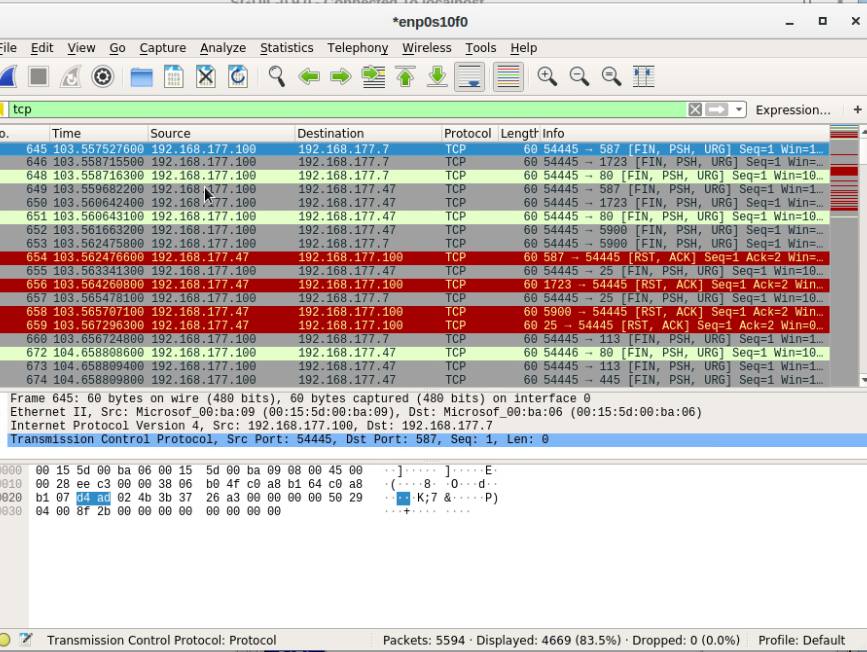 *enp0s10f0
File Edit View Go Capture Analyze Statistics Telephony Wireless Tools Help
tcp Expression... +
o. Time Source Destination Protocol Length Info
645 103.557527600 192.168.177.100 192.168.177.7 TCP 60 54445 → 587 [FIN, PSH, URG] Seq=1 Win=1…
646 103.558715500 192.168.177.100 192.168.177.7 TCP 60 54445 → 1723 [FIN, PSH, URG] Seq=1 Win=…
648 103.558716300 192.168.177.100 192.168.177.7 TCP 60 54445 → 80 [FIN, PSH, URG] Seq=1 Win=10…
649 103.559682200 192.168.177.100 192.168.177.47 TCP 60 54445 → 587 [FIN, PSH, URG] Seq=1 Win=1…
650 103.560642400 192.168.177.100 192.168.177.47 TCP 60 54445 → 1723 [FIN, PSH, URG] Seq=1 Win=…
651 103.560643100 192.168.177.100 192.168.177.47 TCP 60 54445 → 80 [FIN, PSH, URG] Seq=1 Win=10…
652 103.561663200 192.168.177.100 192.168.177.47 TCP 60 54445 → 5900 [FIN, PSH, URG] Seq=1 Win=…
653 103.562475800 192.168.177.100 192.168.177.7 TCP 60 54445 → 5900 [FIN, PSH, URG] Seq=1 Win=…
654 103.562476600 192.168.177.47 192.168.177.100 TCP 60 587 → 54445 [RST, ACK] Seq=1 Ack=2 Win…
655 103.563341300 192.168.177.100 192.168.177.47 TCP 60 54445 → 25 [FIN, PSH, URG] Seq=1 Win=10…
656 103.564260800 192.168.177.47 192.168.177.100 TCP 60 1723 → 54445 [RST, ACK] Seq=1 Ack=2 Win…
657 103.565478100 192.168.177.100 192.168.177.7 TCP 60 54445 → 25 [FIN, PSH, URG] Seq=1 Win=10…
658 103.565707100 192.168.177.47 192.168.177.100 TCP 60 5900 → 54445 [RST, ACK] Seq=1 Ack=2 Win…
659 103.567296300 192.168.177.47 192.168.177.100 TCP 60 25 → 54445 [RST, ACK] Seq=1 Ack=2 Win=0…
660 103.656724800 192.168.177.100 192.168.177.7 TCP 60 54445 → 113 [FIN, PSH, URG] Seq=1 Win=1…
672 104.658808600 192.168.177.100 192.168.177.47 TCP 60 54446 → 80 [FIN, PSH, URG] Seq=1 Win=10…
673 104.658809400 192.168.177.100 192.168.177.47 TCP 60 54445 → 113 [FIN, PSH, URG] Seq=1 Win=1…
674 104.658809800 192.168.177.100 192.168.177.47 TCP 60 54445 → 445 [FIN, PSH, URG] Seq=1 Win=1…
Frame 645: 60 bytes on wire (480 bits), 60 bytes captured (480 bits) on interface 0
Ethernet II, Src: Microsof_00:ba:09 (00:15:5d:00:ba:09), Dst: Microsof_00:ba:06 (00:15:5d:00:ba:06)
Internet Protocol Version 4, Src: 192.168.177.100, Dst: 192.168.177.7
Transmission Control Protocol, Src Port: 54445, Dst Port: 587, Seq: 1, Len: 0
0000 00 15 5d 00 ba 06 00 15 5d 00 ba 09 08 00 45 00 ··]····· ]·····E·
0010 00 28 ee c3 00 00 38 06 b0 4f c0 a8 b1 64 c0 a8 ·(····8· ·O···d··
0020 b1 07 d4 ad 02 4b 3b 37 26 a3 00 00 00 00 50 29 ·····K;7 &·····P)
0030 04 00 8f 2b 00 00 00 00 00 00 00 00 ···+···· ····
Transmission Control Protocol: Protocol Packets: 5594 · Displayed: 4669 (83.5%) · Dropped: 0 (0.0%) Profile: Default